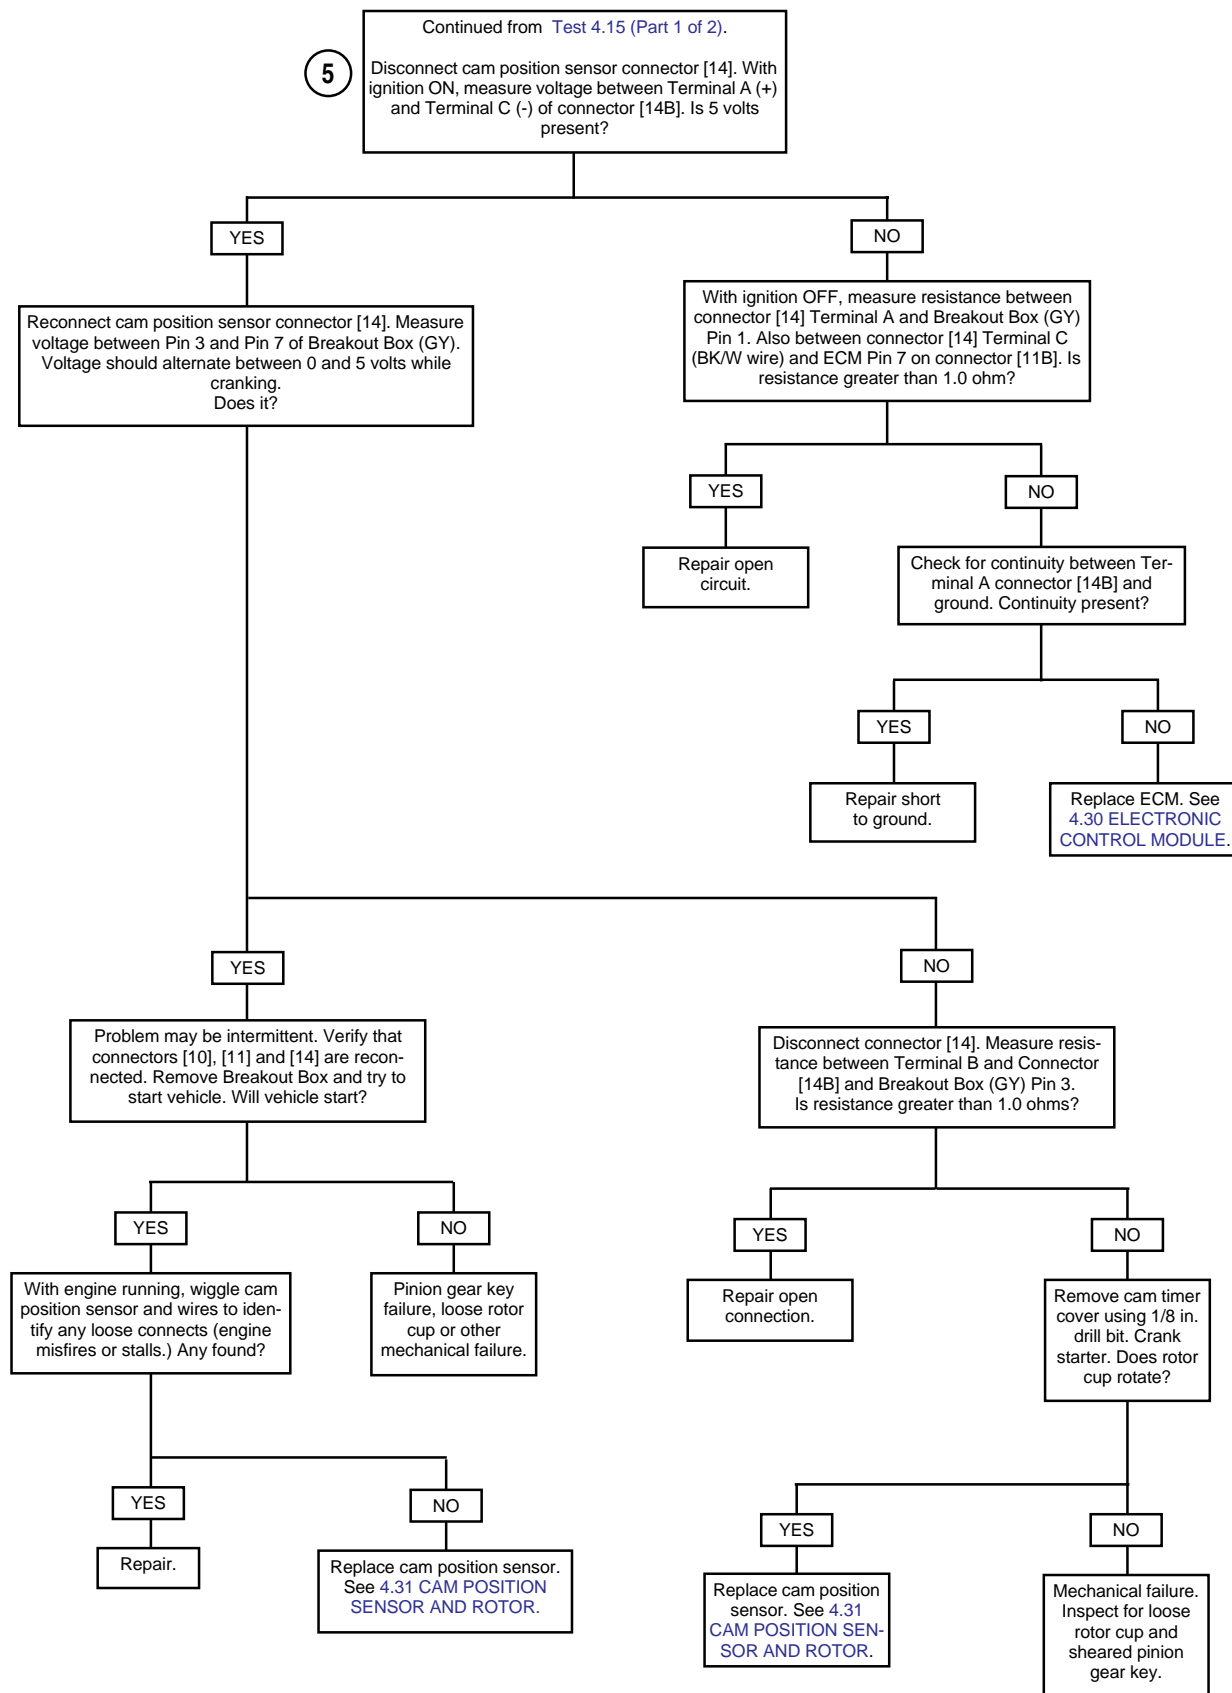 Continued from Test 4.15 (Part 1 of 2).
5
Disconnect cam position sensor connector [14]. With
ignition ON, measure voltage between Terminal A (+)
and Terminal C (-) of connector [14B]. Is 5 volts
present?
YES
NO
Reconnect cam position sensor connector [14]. Measure
voltage between Pin 3 and Pin 7 of Breakout Box (GY).
Voltage should alternate between 0 and 5 volts while
cranking.
Does it?
With ignition OFF, measure resistance between
connector [14] Terminal A and Breakout Box (GY)
Pin 1. Also between connector [14] Terminal C
(BK/W wire) and ECM Pin 7 on connector [11B]. Is
resistance greater than 1.0 ohm?
YES
NO
Repair open
circuit.
Check for continuity between Ter-
minal A connector [14B] and
ground. Continuity present?
YES
NO
Repair short
to ground.
Replace ECM. See
4.30 ELECTRONIC
CONTROL MODULE.
YES
NO
Problem may be intermittent. Verify that
connectors [10], [11] and [14] are recon-
nected. Remove Breakout Box and try to
start vehicle. Will vehicle start?
Disconnect connector [14]. Measure resis-
tance between Terminal B and Connector
[14B] and Breakout Box (GY) Pin 3.
Is resistance greater than 1.0 ohms?
YES
NO
YES
NO
With engine running, wiggle cam
position sensor and wires to iden-
tify any loose connects (engine
misfires or stalls.) Any found?
Pinion gear key
failure, loose rotor
cup or other
mechanical failure.
Repair open
connection.
Remove cam timer
cover using 1/8 in.
drill bit. Crank
starter. Does rotor
cup rotate?
YES
NO
YES
NO
Repair.
Replace cam position sensor.
See 4.31 CAM POSITION
SENSOR AND ROTOR.
Replace cam position
sensor. See 4.31
CAM POSITION SEN-
SOR AND ROTOR.
Mechanical failure.
Inspect for loose
rotor cup and
sheared pinion
gear key.